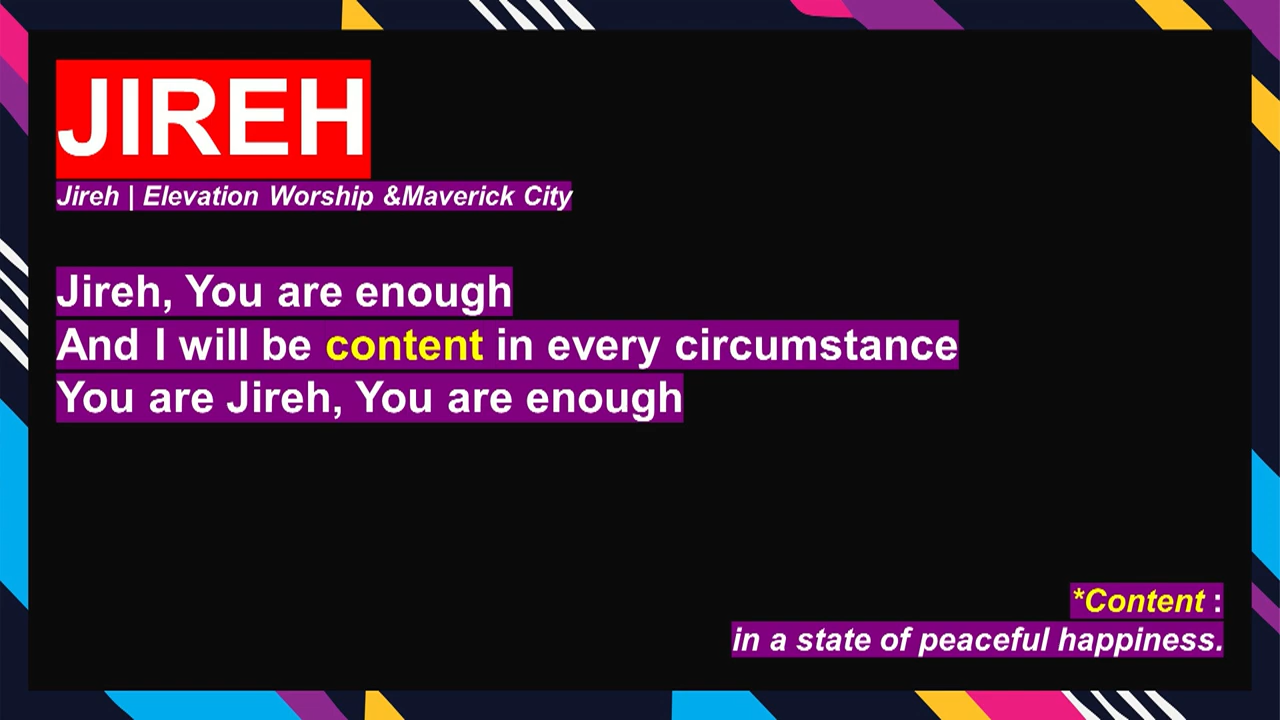 JIREH
Jireh | Elevation Worship &Maverick City
Jireh, You are enough
And I will be content in every circumstance
You are Jireh, You are enough
*Content :
in a state of peaceful happiness.